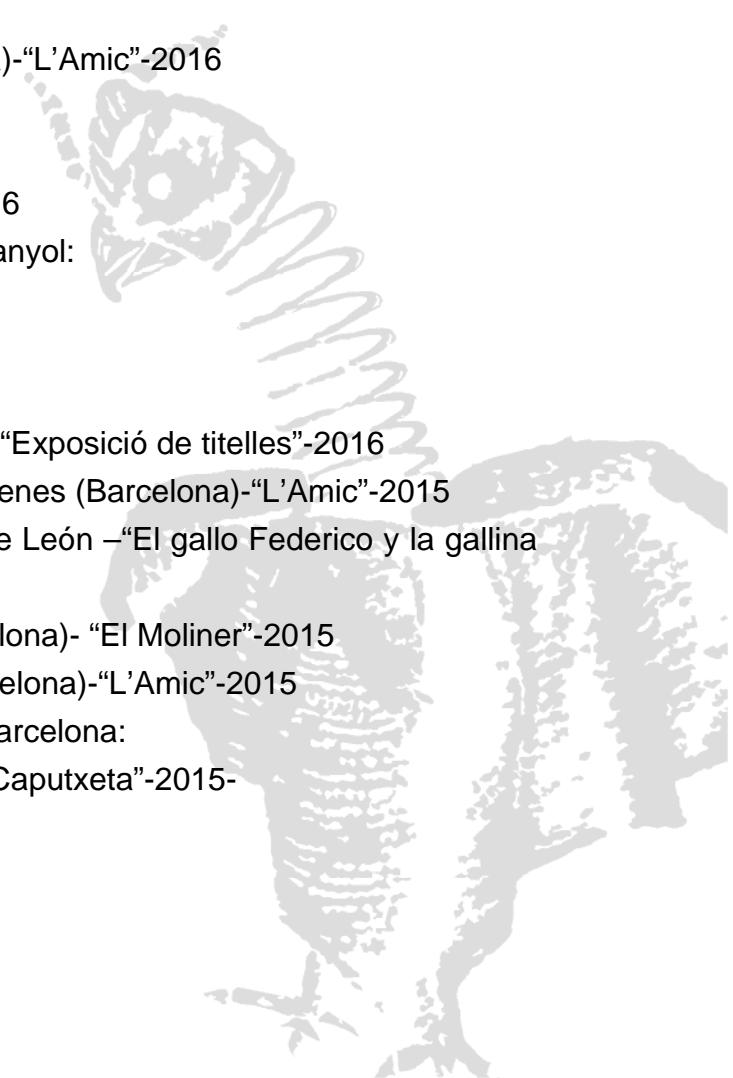 )-“L’Amic”-2016
6
anyol:
“Exposició de titelles”-2016
enes (Barcelona)-“L’Amic”-2015
e León –“El gallo Federico y la gallina
lona)- “El Moliner”-2015
elona)-“L’Amic”-2015
arcelona:
Caputxeta”-2015-